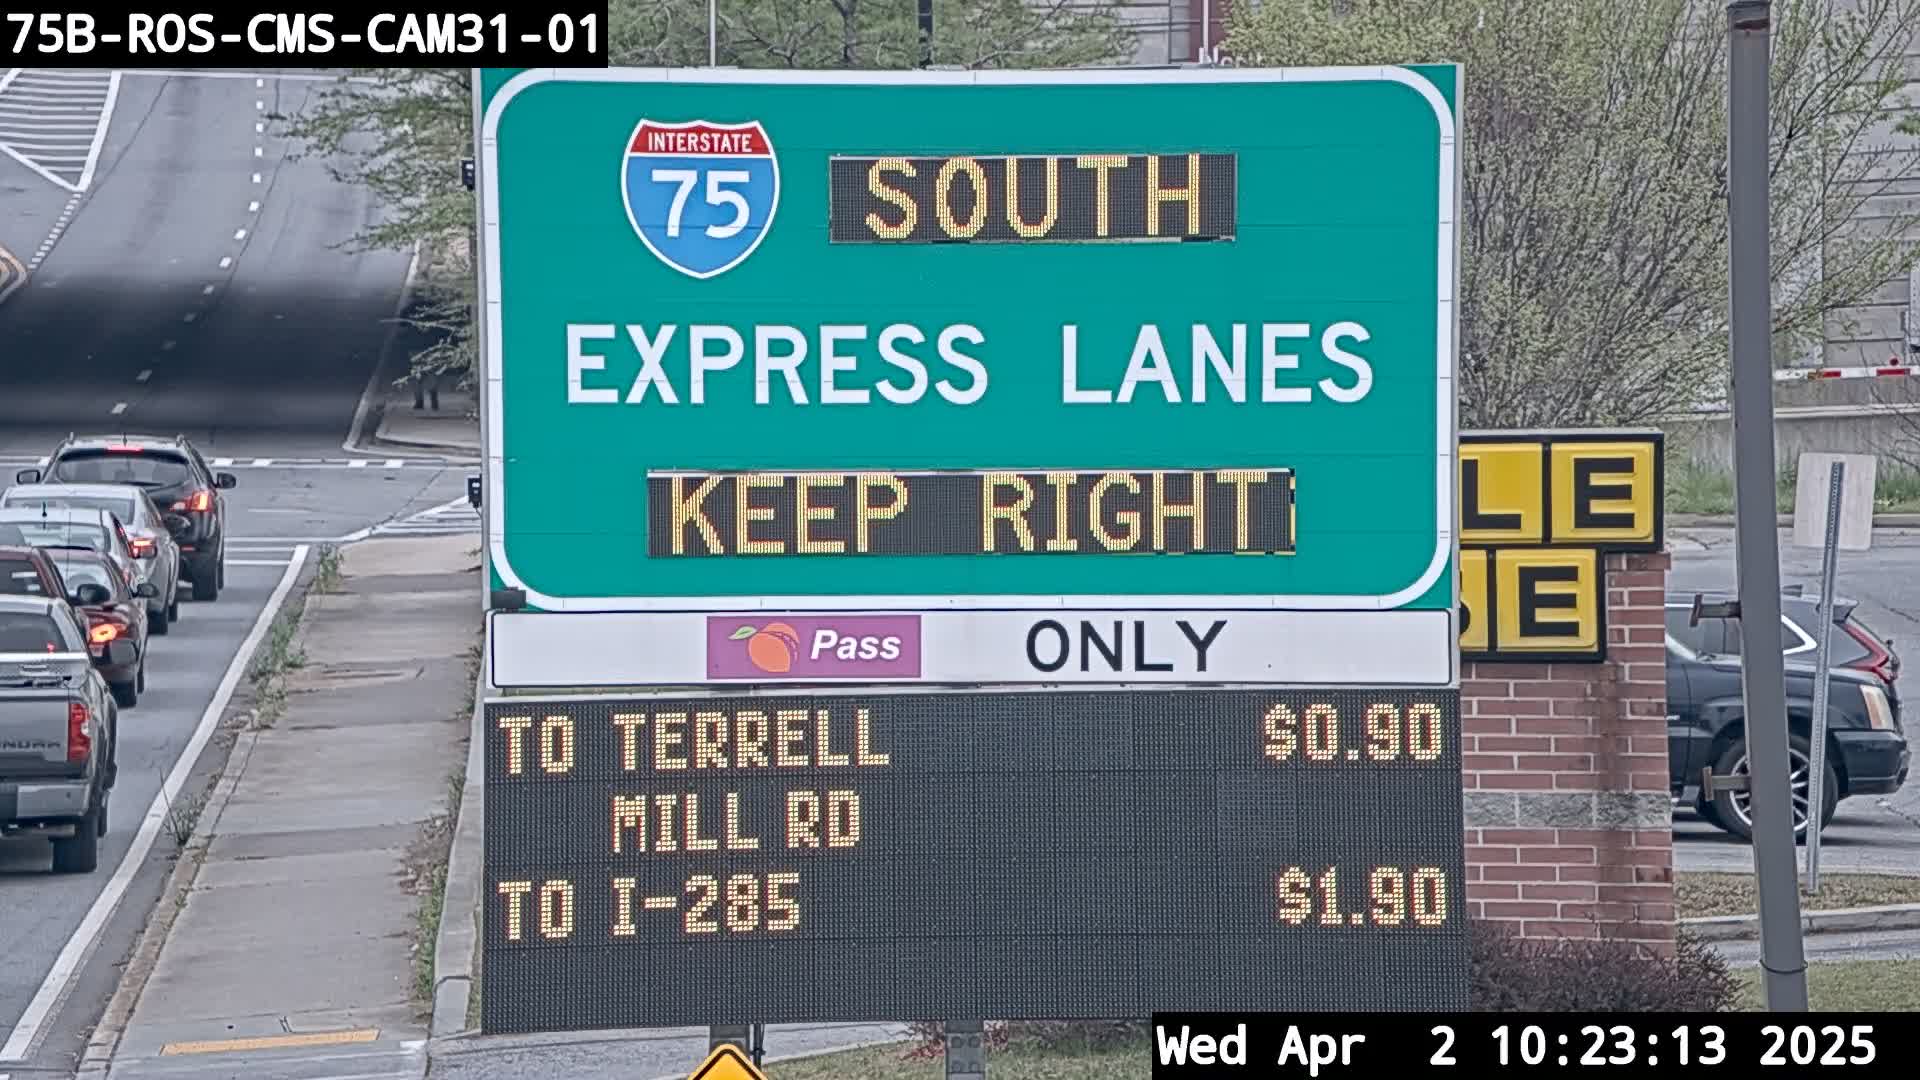 75B-ROS-CMS-CAM31-01
INTERSTATE
75
SOUTH
EXPRESS LANES
KEEP RIGHT
Pass ONLY
TO TERRELL $0.90
MILL RD
TO I-285 $1.90
LE
E
Wed Apr 2 10:23:13 2025